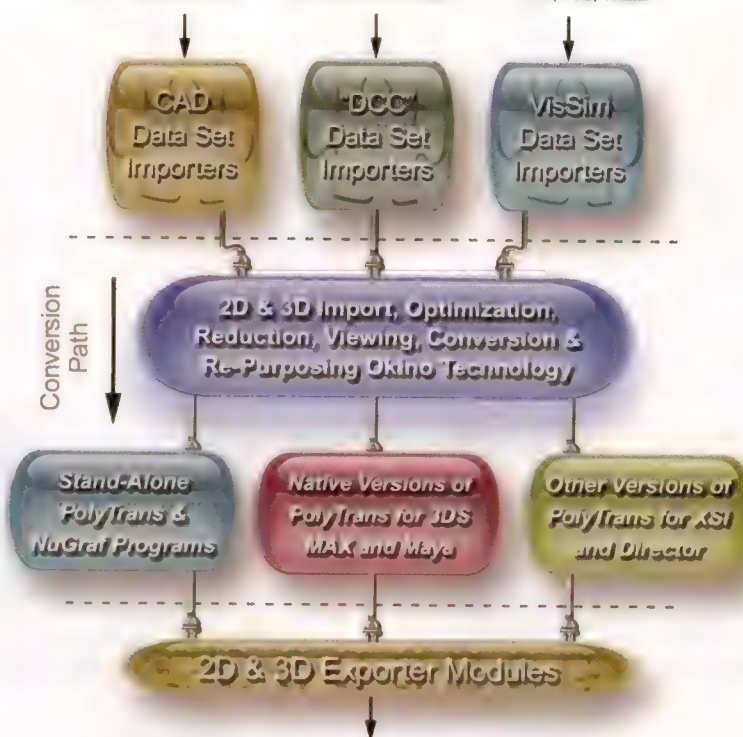 CAD
Data Set
Importers
"DCC"
Data Set
Importers
VisSim
Data Set
Importers
Conversion
Path
2D & 3D Import, Optimization,
Reduction, Viewing, Conversion &
Re-Purposing Okino Technology
Stand-Alone
PolyTrans &
NuGraf Programs
Native Versions of
PolyTrans for 3DS
MAX and Maya
Other Versions of
PolyTrans for XSI
and Director
2D & 3D Exporter Modules